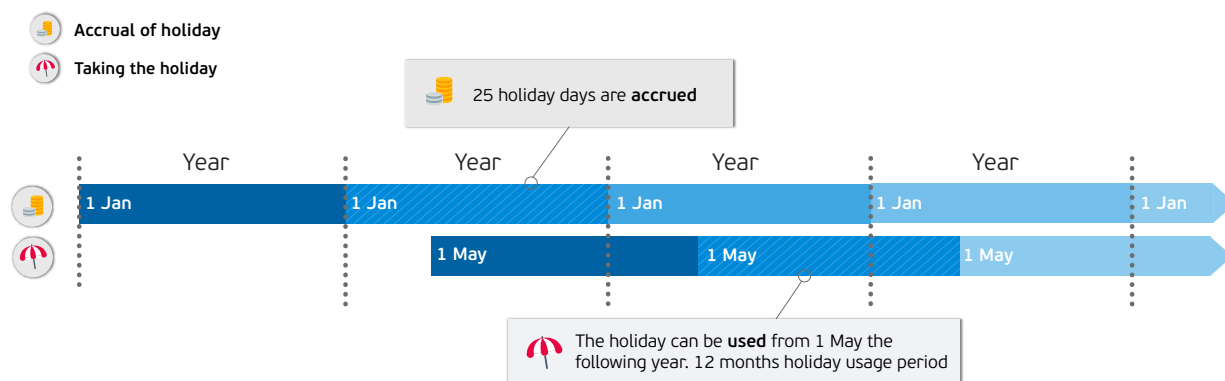 Accrual of holiday
Taking the holiday
25 holiday days are accrued
Year
Year
Year
Year
1 Jan
1 Jan
1 Jan
1 Jan
1 Jan
1 May
1 May
1 May
The holiday can be used from 1 May the
following year. 12 months holiday usage period